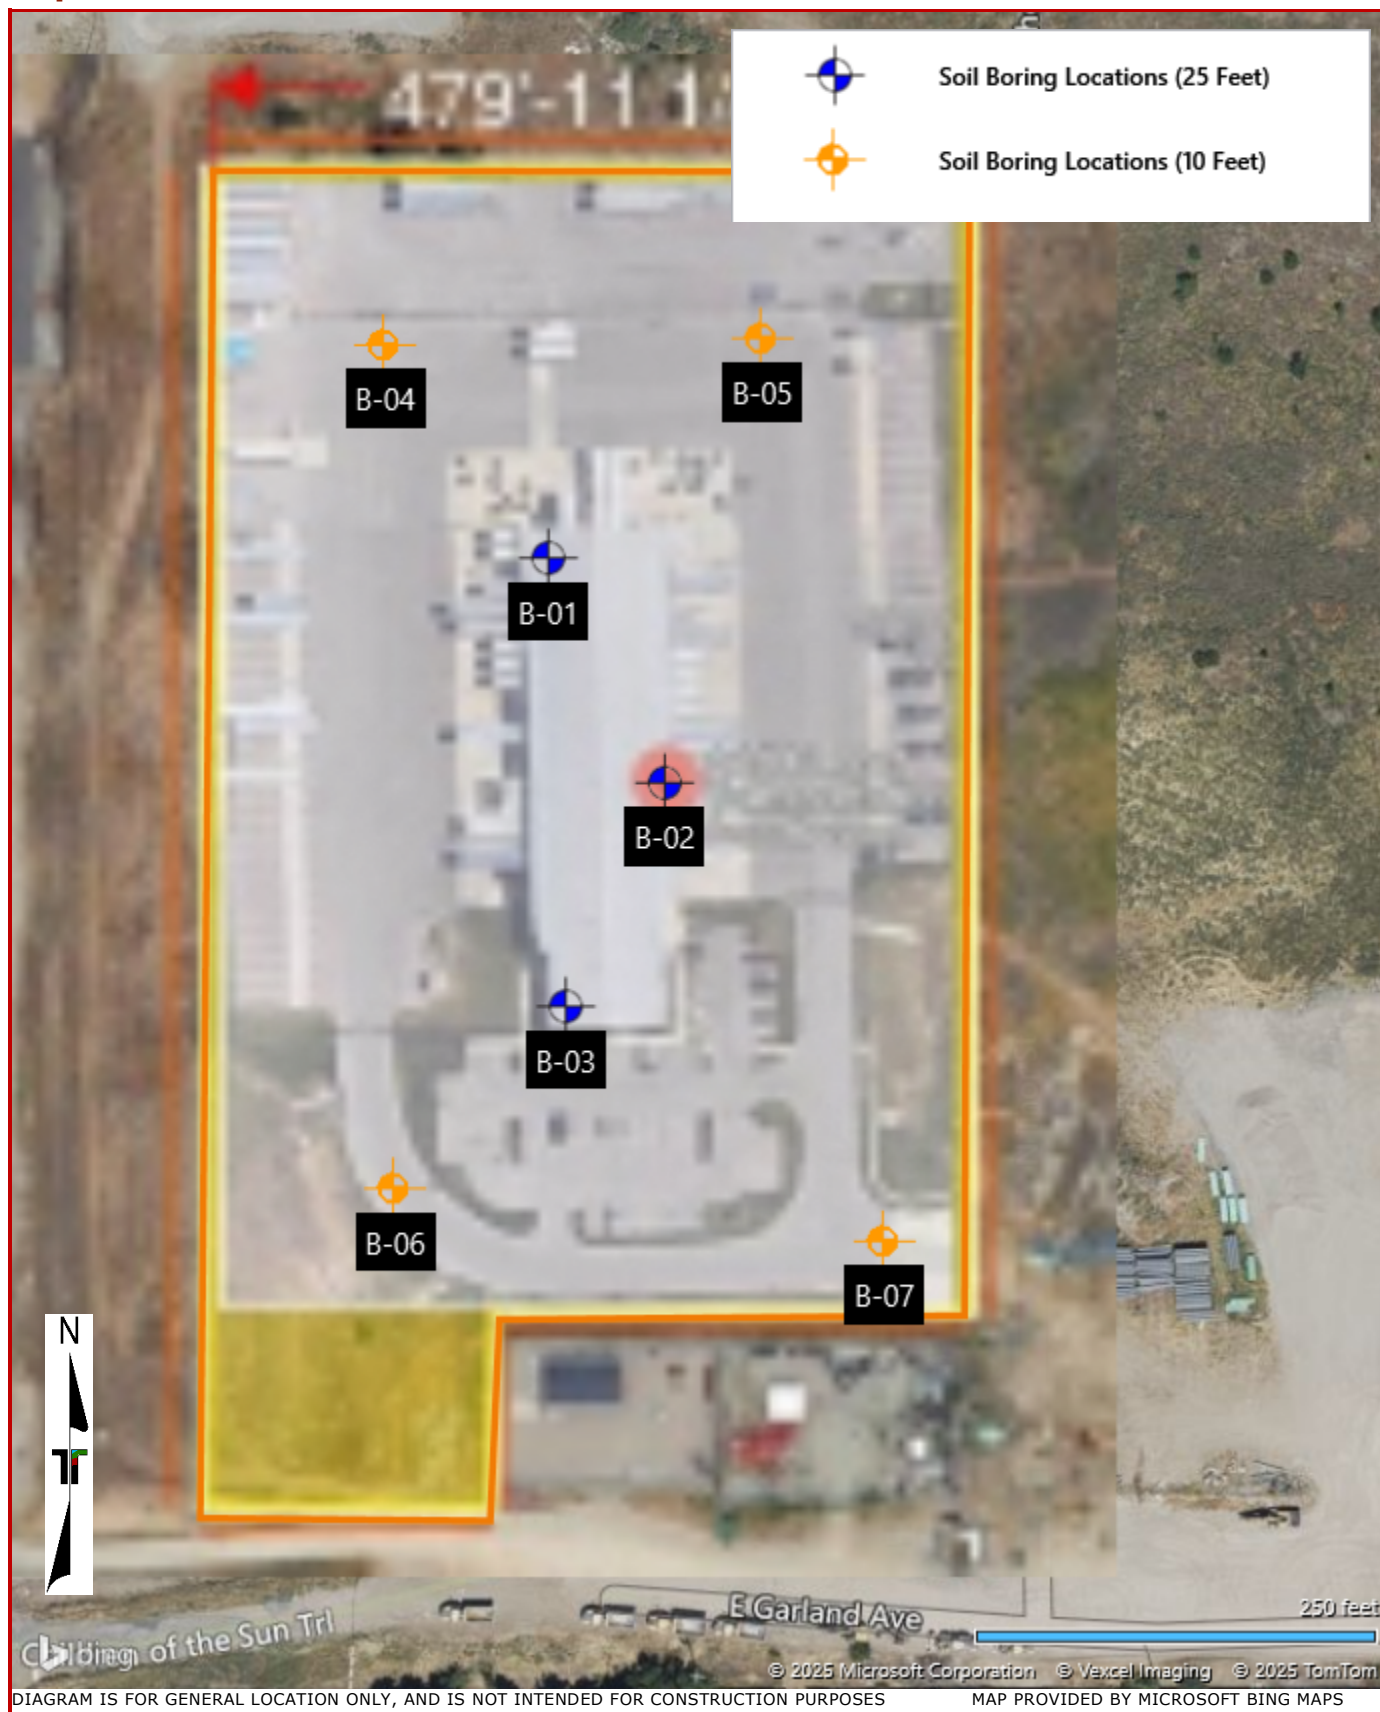 479'-11 1
Soil Boring Locations (25 Feet)
Soil Boring Locations (10 Feet)
B-04
B-05
B-01
B-02
B-03
B-06
B-07
N
E Garland Ave
250 feet
of the Sun Trl
© 2025 Microsoft Corporation © Vexcel Imaging © 2025 TomTom
DIAGRAM IS FOR GENERAL LOCATION ONLY, AND IS NOT INTENDED FOR CONSTRUCTION PURPOSES MAP PROVIDED BY MICROSOFT BING MAPS